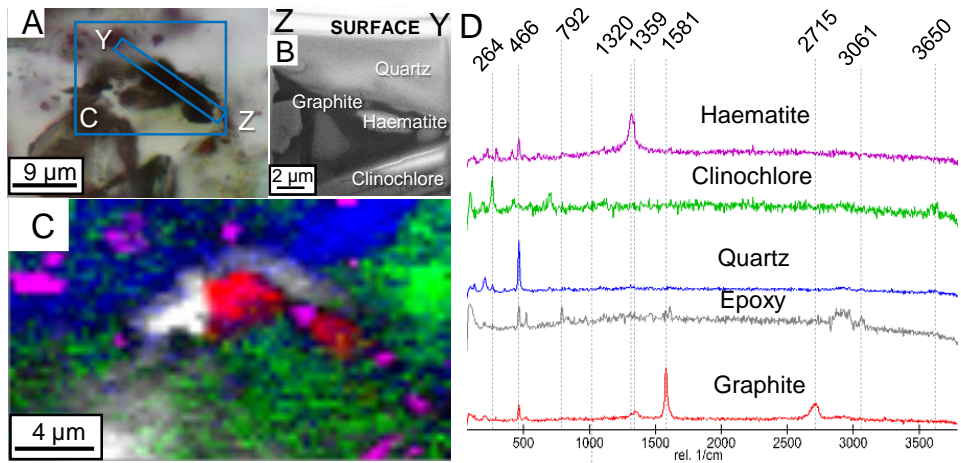 A
Y
C
Z
9 µm
Z
SURFACE
Y
B
Quartz
Graphite
Haematite
2 µm
Clinochlore
C
4 µm
D
264
466
792
1320
1359
1581
2715
3061
3650
Haematite
Clinochlore
Quartz
Epoxy
Graphite
500 1000 1500 2000 2500 3000 3500
rel. 1/cm